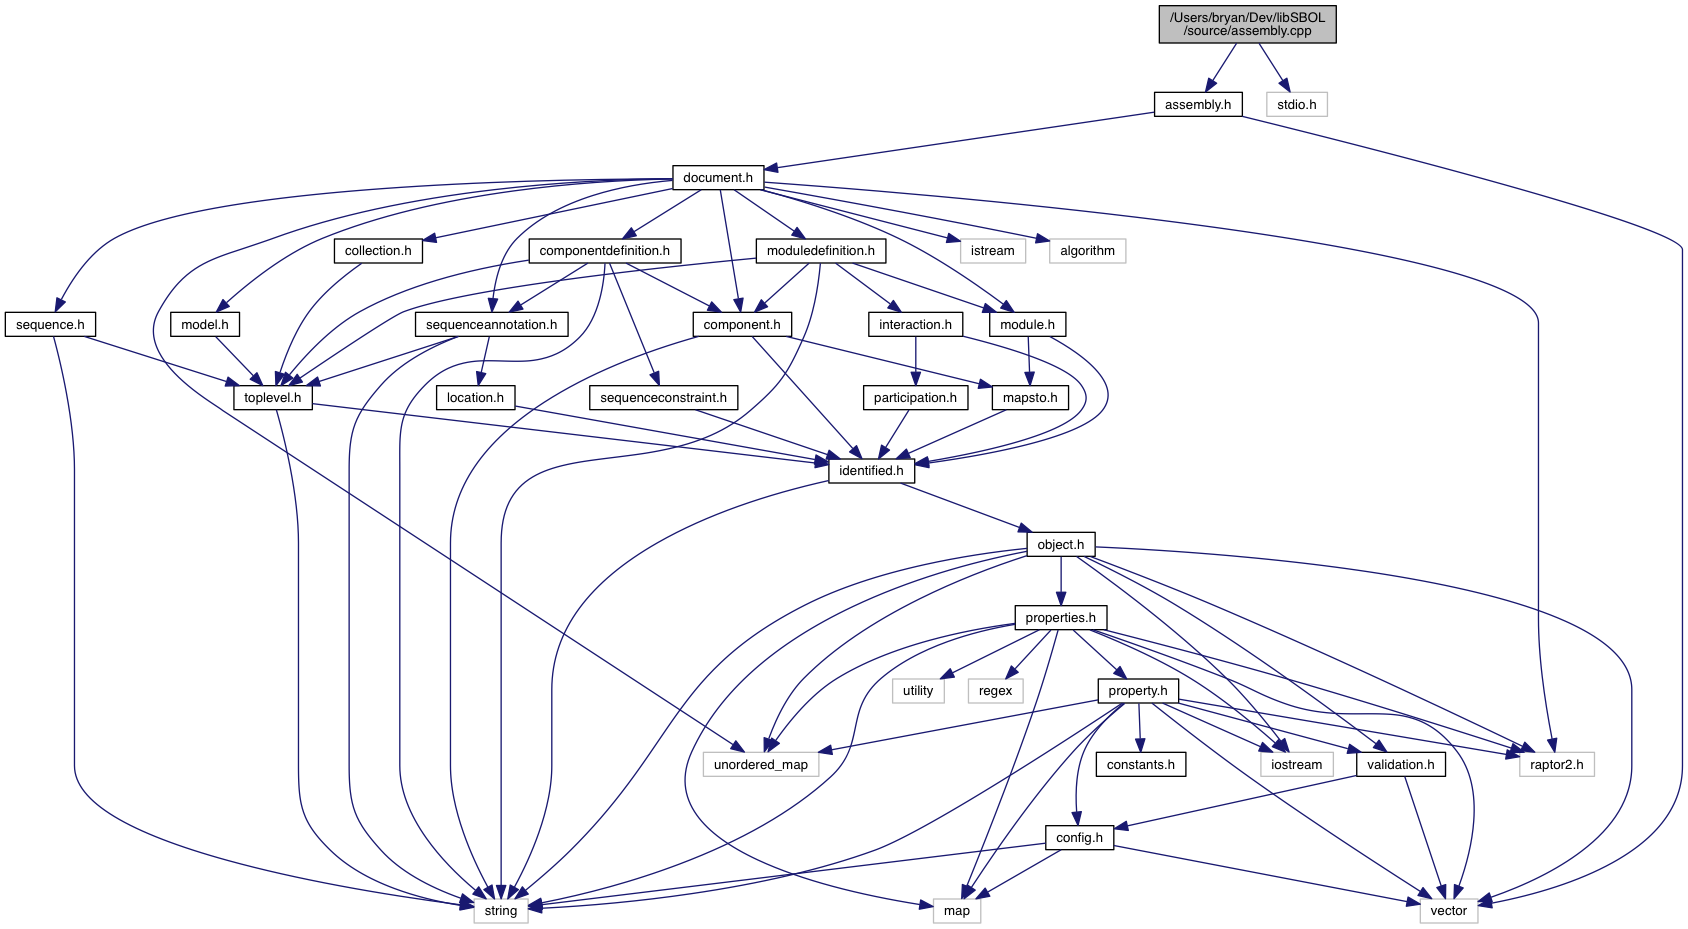 /Users/bryan/Dev/libSBOL
/source/assembly.cpp
assembly.h
stdio.h
document.h
collection.h
componentdefinition.h
moduledefinition.h
istream
algorithm
sequence.h
model.h
sequenceannotation.h
component.h
interaction.h
module.h
toplevel.h
location.h
sequenceconstraint.h
participation.h
mapsto.h
identified.h
object.h
properties.h
utility
regex
property.h
unordered_map
constants.h
iostream
validation.h
raptor2.h
config.h
string
map
vector